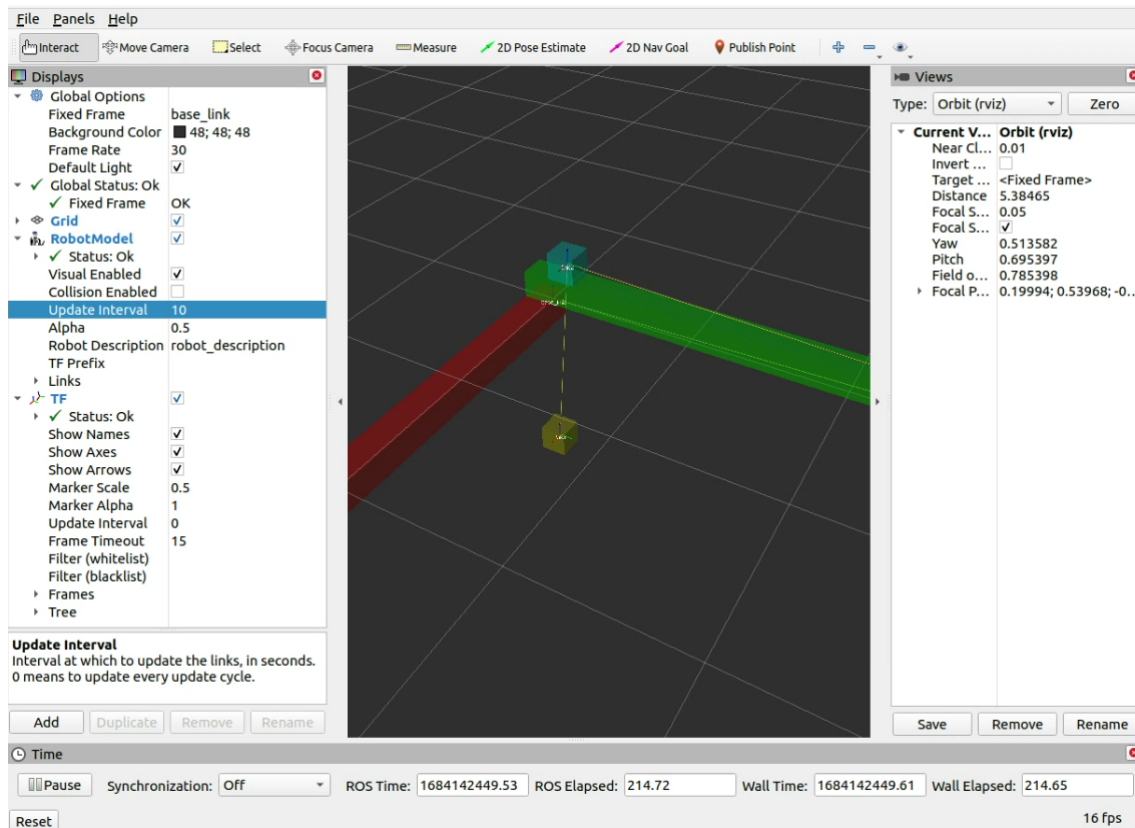 File Panels Help
Interact Move Camera Select Focus Camera Measure 2D Pose Estimate 2D Nav Goal Publish Point
Displays
Global Options
Fixed Frame base_link
Background Color 48; 48; 48
Frame Rate 30
Default Light
Global Status: Ok
Fixed Frame OK
Grid
RobotModel
Status: Ok
Visual Enabled
Collision Enabled
Update Interval 10
Alpha 0.5
Robot Description robot_description
TF Prefix
Links
TF
Status: Ok
Show Names
Show Axes
Show Arrows
Marker Scale 0.5
Marker Alpha 1
Update Interval 0
Frame Timeout 15
Filter (whitelist)
Filter (blacklist)
Frames
Tree
Update Interval
Interval at which to update the links, in seconds.
0 means to update every update cycle.
Add Duplicate Remove Rename
Views
Type: Orbit (rviz) Zero
Current V... Orbit (rviz)
Near Cl... 0.01
Invert ...
Target ... <Fixed Frame>
Distance 5.38465
Focal S... 0.05
Focal S...
Yaw 0.513582
Pitch 0.695397
Field o... 0.785398
Focal P... 0.19994; 0.53968; -0...
Save Remove Rename
Time
Pause Synchronization: Off ROS Time: 1684142449.53 ROS Elapsed: 214.72 Wall Time: 1684142449.61 Wall Elapsed: 214.65
Reset 16 fps